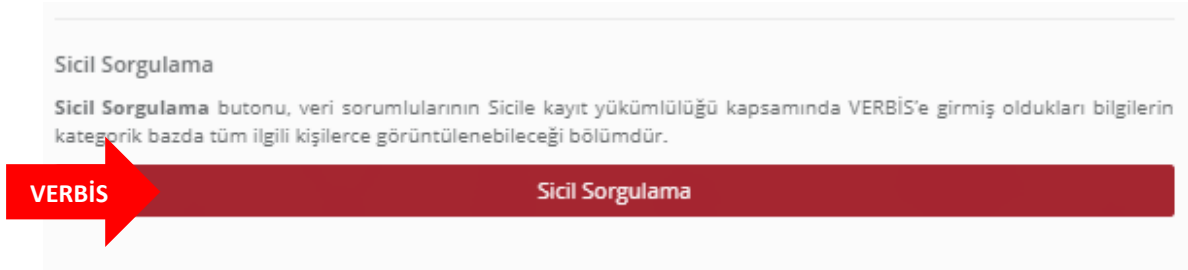 Sicil Sorgulama
Sicil Sorgulama butonu, veri sorumlularının Sicile kayıt yükümlülüğü kapsamında VERBİS'e girmiş oldukları bilgilerin
kategorik bazda tüm ilgili kişilerce görüntülenebileceği bölümdür.
VERBİS
Sicil Sorgulama